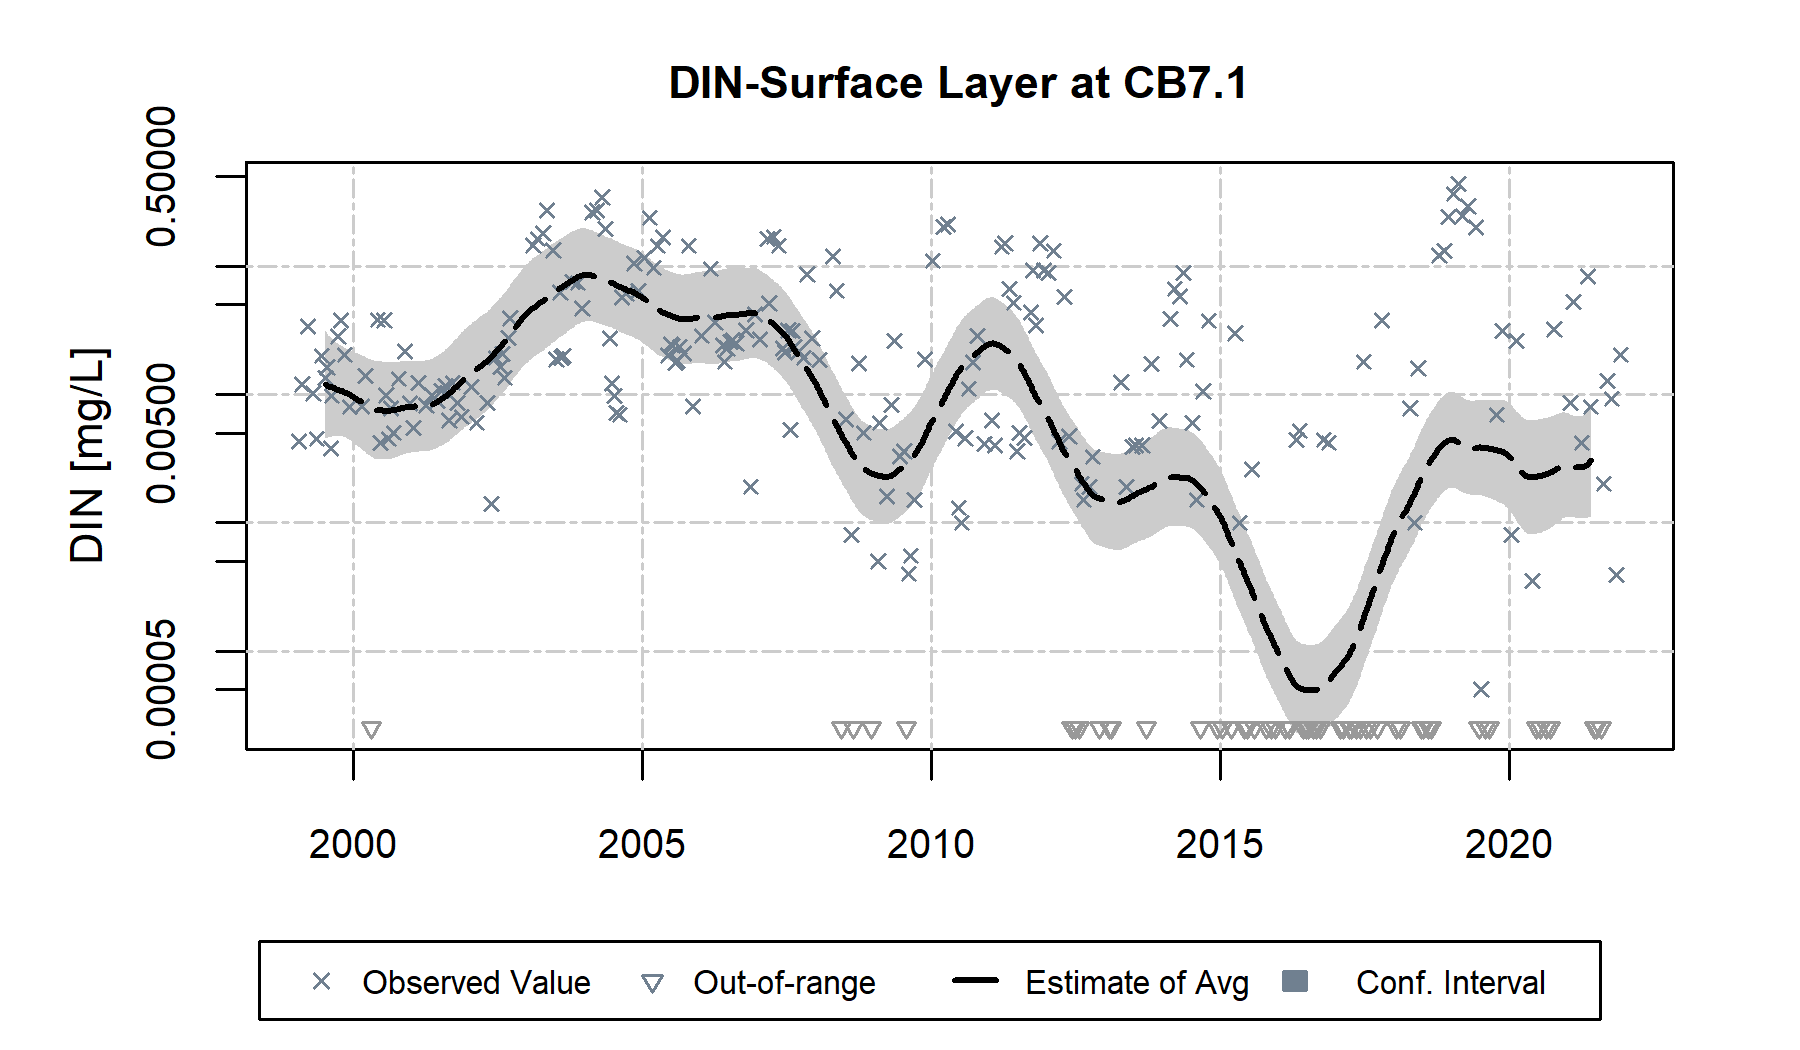 DIN-Surface Layer at CB7.1
DIN [mg/L]
0.50000
0.00500
0.00005
2000 2005 2010 2015 2020
Observed Value Out-of-range Estimate of Avg Conf. Interval